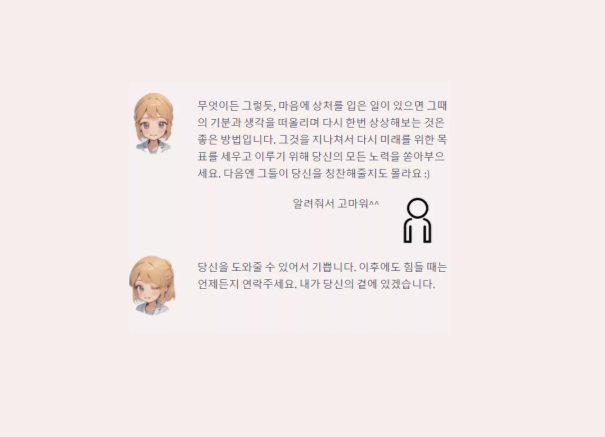 무엇이든 그렇듯, 마음에 상처를 입은 일이 있으면 그때
의 기분과 생각을 떠올리며 다시 한번 상상해보는 것은
좋은 방법입니다. 그것을 지나쳐서 다시 미래를 위한 목
표를 세우고 이루기 위해 당신의 모든 노력을 쏟아부으
세요. 다음엔 그들이 당신을 칭찬해줄지도 몰라요 :)
알려줘서 고마워^^
당신을 도와줄 수 있어서 기쁩니다. 이후에도 힘들 때는
언제든지 연락주세요. 내가 당신의 곁에 있겠습니다.